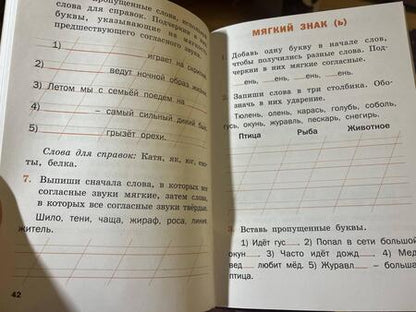 пропущенные слова,
слова для справок. Подчеркни в
буквы, указывающие на мягк
предшествующего согласного звука.
1) играет на скрипк
2) ведут ночной образ жизни
3) Летом мы с семьёй поедем на
4) – самый сильный дикий бы
5) грызёт орехи.
Слова для справок: Катя, як, юг, ено-
ты, белка.
7. Выпиши сначала слова, в которых все
согласные звуки мягкие, затем слова,
в которых все согласные звуки твёрдые.
Шило, тени, чаща, жираф, роса, линия,
житель.
42
МЯГКИЙ ЗНАК (ь)
Добавь одну букву в начале слов,
чтобы получились разные слова. Под-
черкни в них мягкие согласные.
ень, ень, ень, ень.
2. Запиши слова в три столбика. Обо-
значь в них ударение.
Тюлень, олень, карась, голубь, соболь,
гусь, окунь, журавль, пескарь, снегирь.
Птица Рыба Животное
3. Вставь пропущенные буквы.
1) Идёт гус 2) Попал в сети большой
окун 3) Часто идёт дожд 4) Мед
вед любит мёд. 5) Журавл – больша
птица.